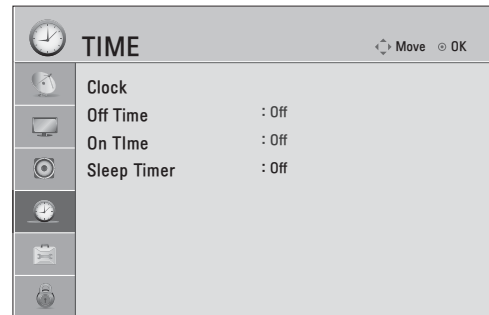 TIME
Move OK
Clock
Off Time : Off
On TIme : Off
Sleep Timer : Off